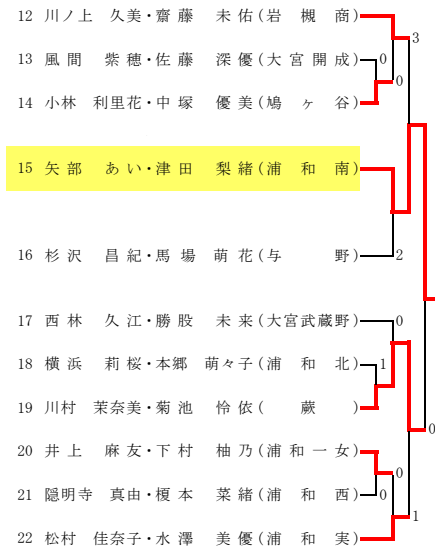 12 川ノ上 久美・齋藤 未佑(岩槻商) 3
13 風間 紫穂・佐藤 深優(大宮開成) 0 0
14 小林 利里花・中塚 優美(鳩ヶ谷)
15 矢部 あい・津田 梨緒(浦和南)
16 杉沢 昌紀・馬場 萌花(与野) 2
17 西林 久江・勝股 未来(大宮武蔵野) 0
18 横浜 莉桜・本郷 萌々子(浦和北) 1
19 川村 茉奈美・菊池 怜依(蕨)
0
20 井上 麻友・下村 柚乃(浦和一女) 0
21 隠明寺 真由・榎本 菜緒(浦和西) 0
1
22 松村 佳奈子・水澤 美優(浦和実)